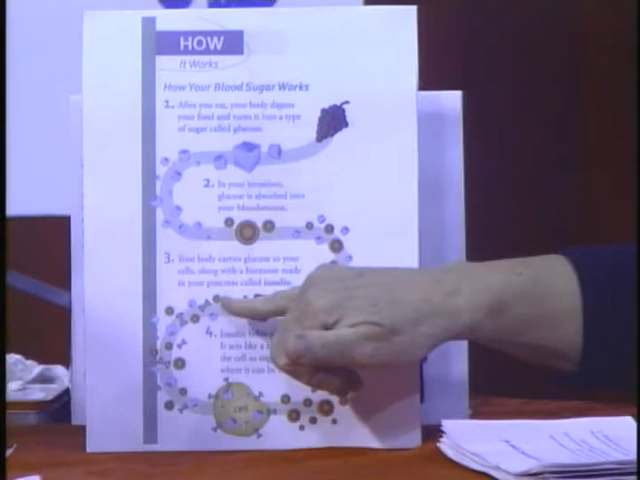 HOW
It Works
How Your Blood Sugar Works
1. After you eat, your body digests
your food and turns it into a type
of sugar called glucose.
2. In your intestines,
glucose is absorbed into
your bloodstream.
3. Your body carries glucose to your
cells, along with a hormone made
in your pancreas called insulin.
4. Insulin
It acts like a
the cell so
where it can be
cell